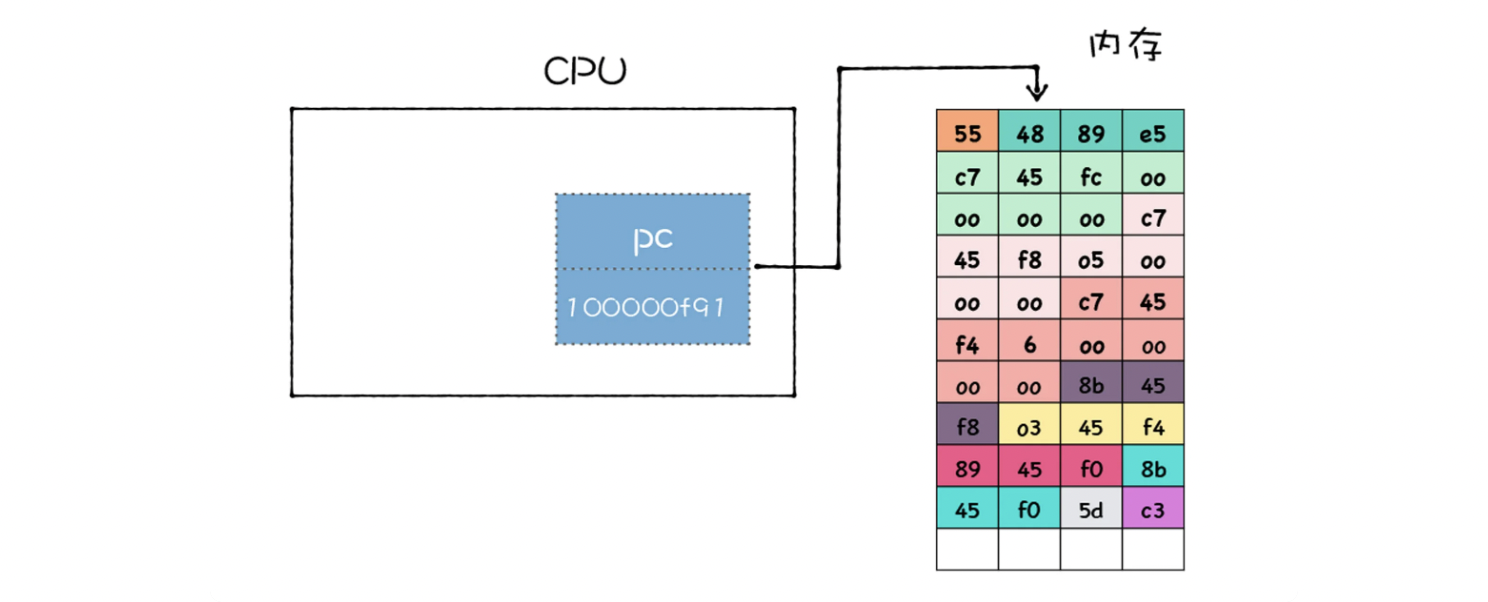 CPU
内存
pc
100000f91
55 48 89 e5
c7 45 fc 00
00 00 00 c7
45 f8 05 00
00 00 c7 45
f4 6 00 00
00 00 8b 45
f8 03 45 f4
89 45 f0 8b
45 f0 5d c3